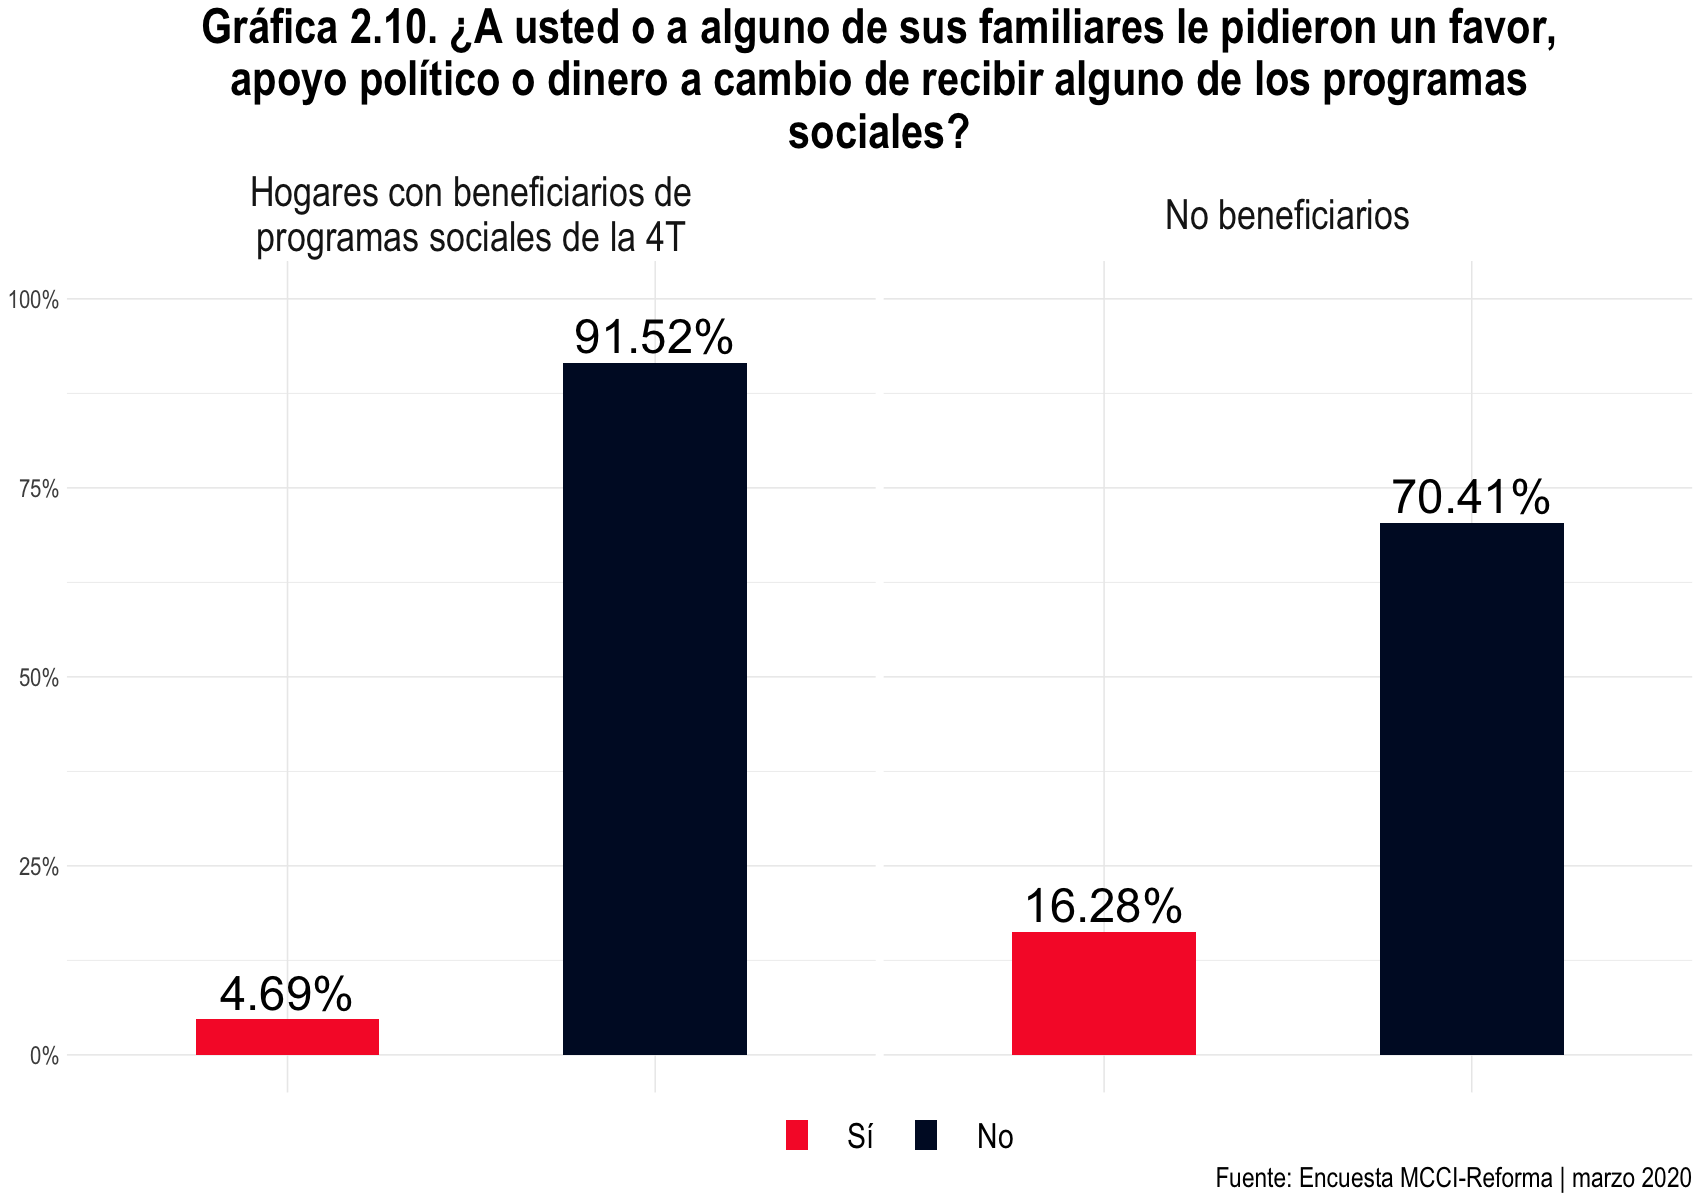 Gráfica 2.10. ¿A usted o a alguno de sus familiares le pidieron un favor,
apoyo político o dinero a cambio de recibir alguno de los programas
sociales?
Hogares con beneficiarios de
programas sociales de la 4T
No beneficiarios
100%
75%
50%
25%
0%
91.52%
4.69%
70.41%
16.28%
Sí
No
Fuente: Encuesta MCCI-Reforma | marzo 2020